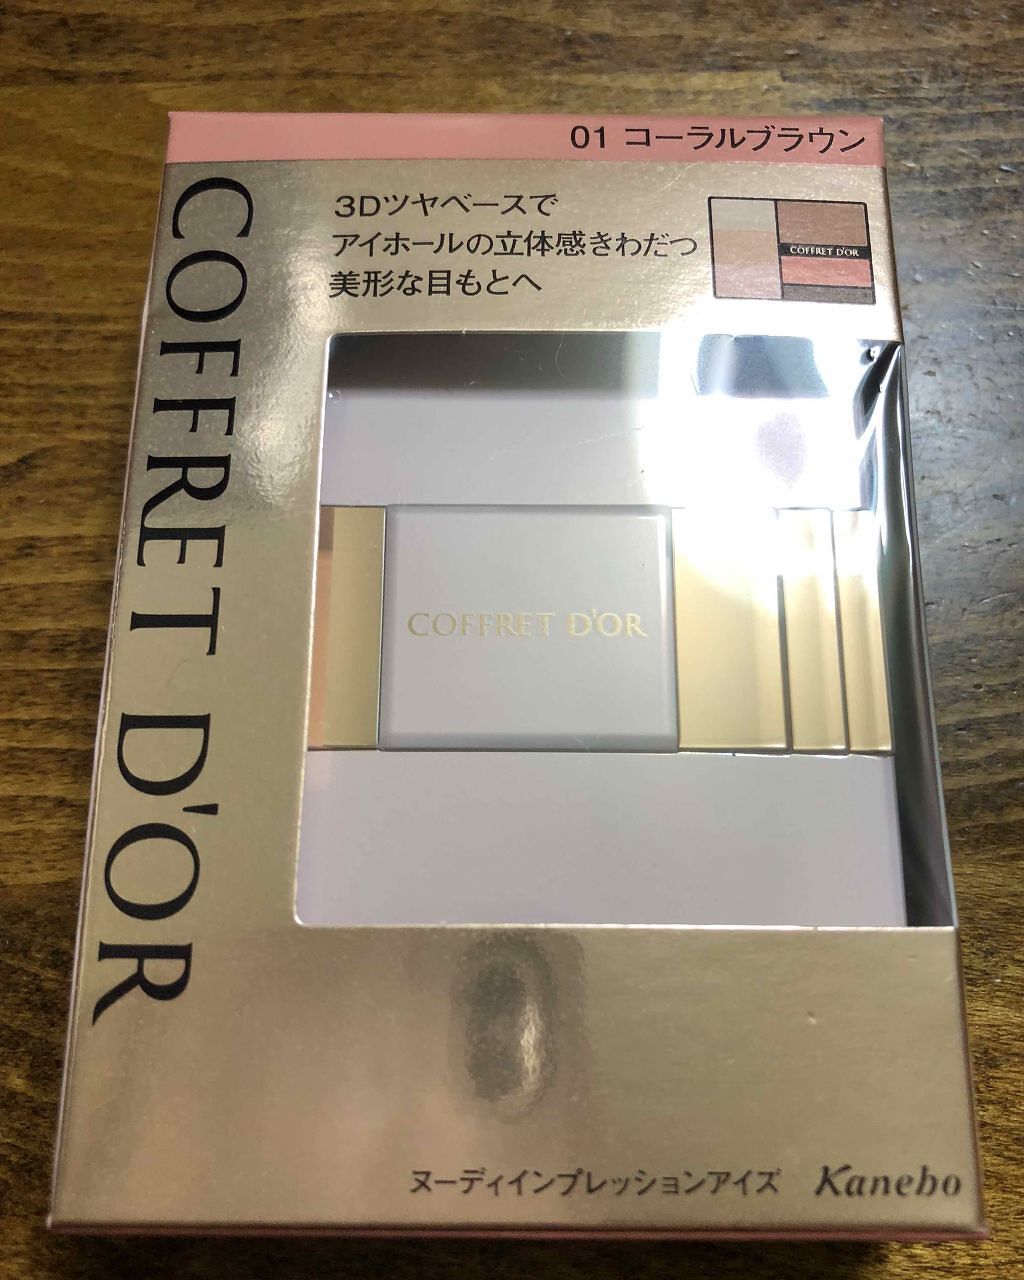 01 コーラルブラウン
3Dツヤベースで
アイホールの立体感きわだつ
美形な目もとへ
COFFRET D'OR
COFFRET D'OR
COFFRET D'OR
ヌーディインプレッションアイズ Kanebo